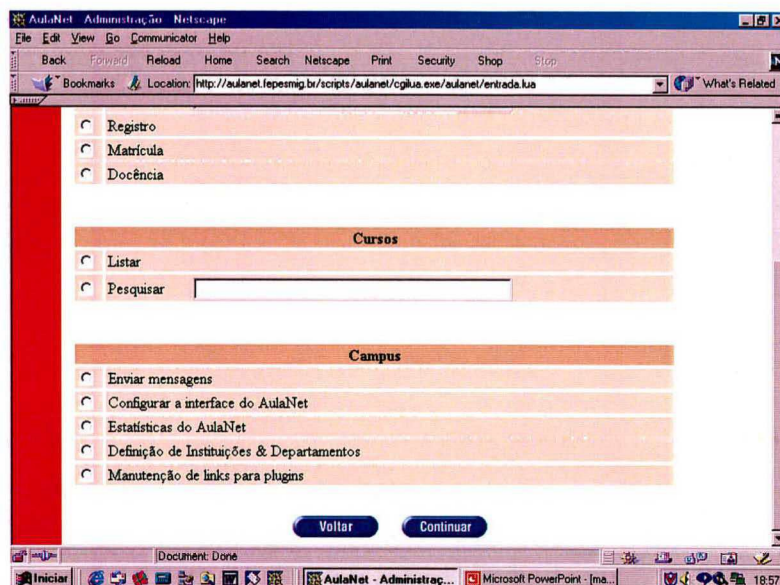 AulaNet Administração Netscape
File Edit View Go Communicator Help
Back Forward Reload Home Search Netscape Print Security Shop Stop
Bookmarks Location: http://aulanet.fepesmig.br/scripts/aulanet/cgilua.exe/aulanet/entrada.lua What's Related
Registro
Matrícula
Docência
Cursos
Listar
Pesquisar
Campus
Enviar mensagens
Configurar a interface do AulaNet
Estatísticas do AulaNet
Definição de Instituições & Departamentos
Manutenção de links para plugins
Voltar Continuar
Document: Done
Iniciar AulaNet - Administraç... Microsoft PowerPoint - [ma... 18:57